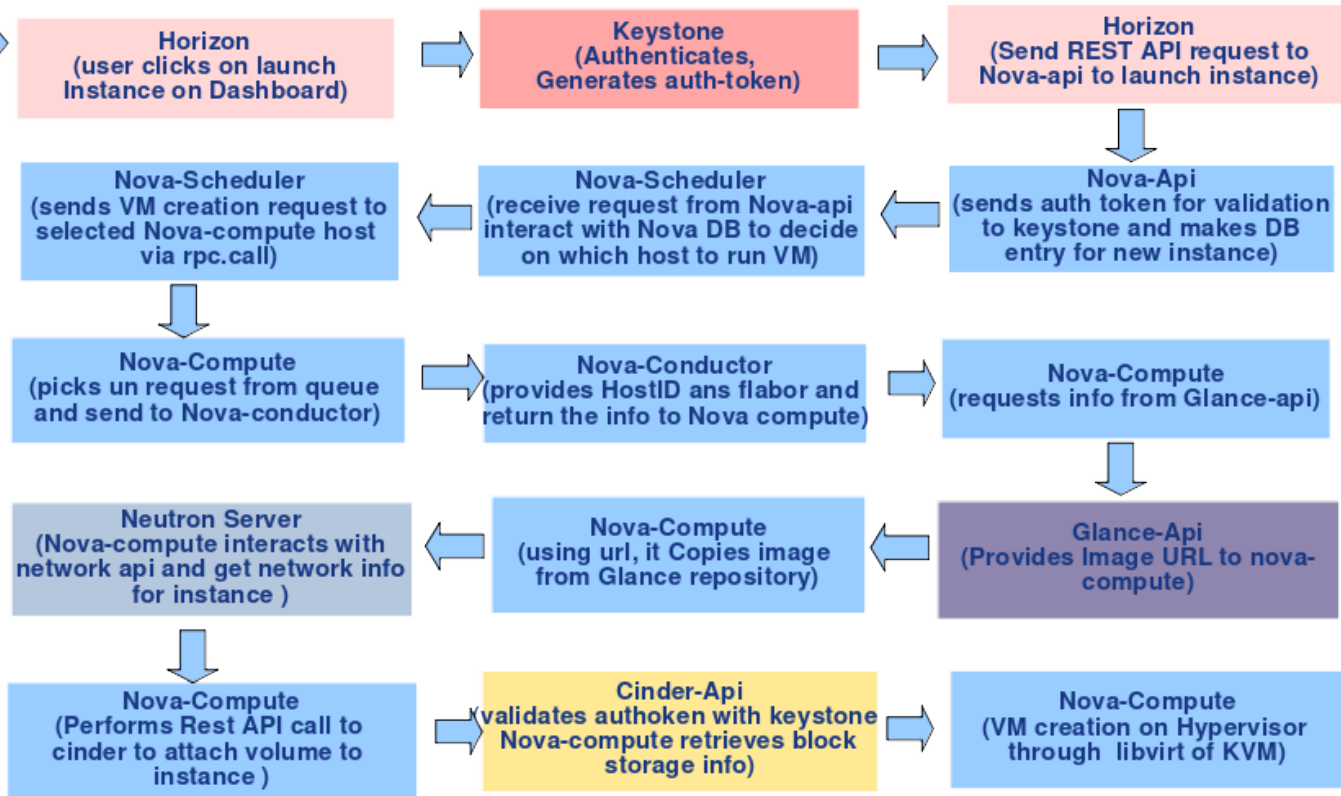 Horizon
(user clicks on launch
Instance on Dashboard)
Keystone
(Authenticates,
Generates auth-token)
Horizon
(Send REST API request to
Nova-api to launch instance)
Nova-Api
(sends auth token for validation
to keystone and makes DB
entry for new instance)
Nova-Scheduler
(receive request from Nova-api
interact with Nova DB to decide
on which host to run VM)
Nova-Scheduler
(sends VM creation request to
selected Nova-compute host
via rpc.call)
Nova-Compute
(picks un request from queue
and send to Nova-conductor)
Nova-Conductor
(provides HostID ans flabor and
return the info to Nova compute)
Nova-Compute
(requests info from Glance-api)
Glance-Api
(Provides Image URL to nova-
compute)
Nova-Compute
(using url, it Copies image
from Glance repository)
Neutron Server
(Nova-compute interacts with
network api and get network info
for instance )
Nova-Compute
(Performs Rest API call to
cinder to attach volume to
instance )
Cinder-Api
(validates authoken with keystone
Nova-compute retrieves block
storage info)
Nova-Compute
(VM creation on Hypervisor
through libvirt of KVM)